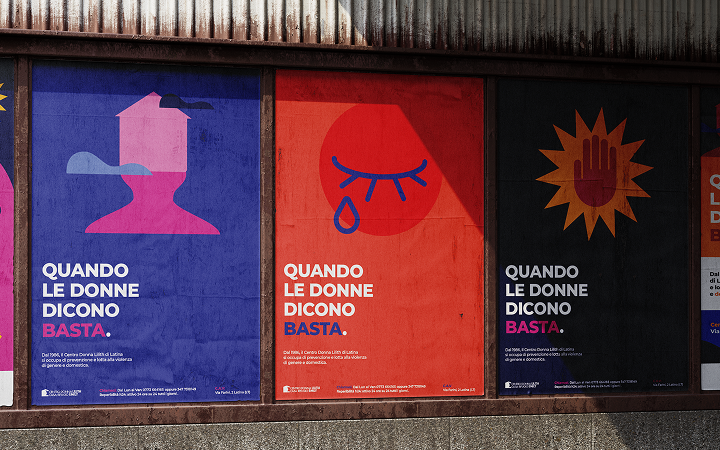 QUANDO
LE DONNE
DICONO
BASTA.
Dal 1986, il Centro Donna Lilith di Latina
si occupa di prevenzione e lotta alla violenza
di genere e domestica.
QUANDO
LE DONNE
DICONO
BASTA.
Dal 1986, il Centro Donna Lilith di Latina
si occupa di prevenzione e lotta alla violenza
di genere e domestica.
QUANDO
LE DONNE
DICONO
BASTA.
Dal 1986, il Centro Donna Lilith di Latina
si occupa di prevenzione e lotta alla violenza
di genere e domestica.